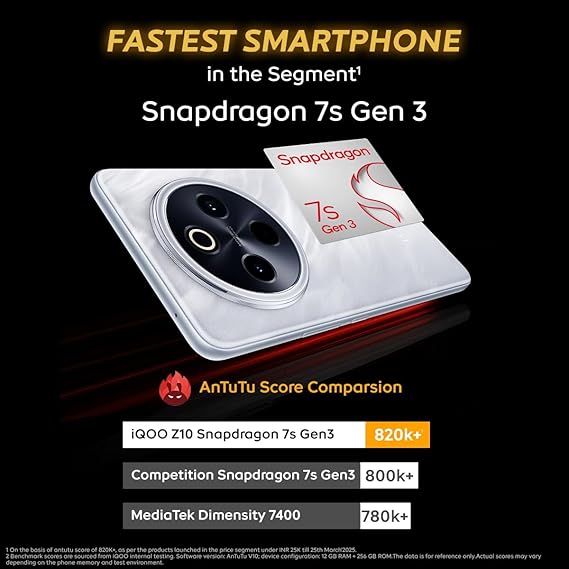 FASTEST SMARTPHONE
in the Segment¹
Snapdragon 7s Gen 3
Snapdragon
7s
Gen 3
AnTuTu Score Comparsion
iQOO Z10 Snapdragon 7s Gen3 820k+
Competition Snapdragon 7s Gen3 800k+
MediaTek Dimensity 7400 780k+
1 On the basis of antutu score of 820K+, as per the products launched in the price segment under INR 25K till 25th March'2025.
2 Benchmark scores are sourced from iQOO internal testing. Software version: AnTuTu V10; device configuration: 12 GB RAM + 256 GB ROM.The data is for reference only.Actual scores may vary
depending on the phone memory and test environment.